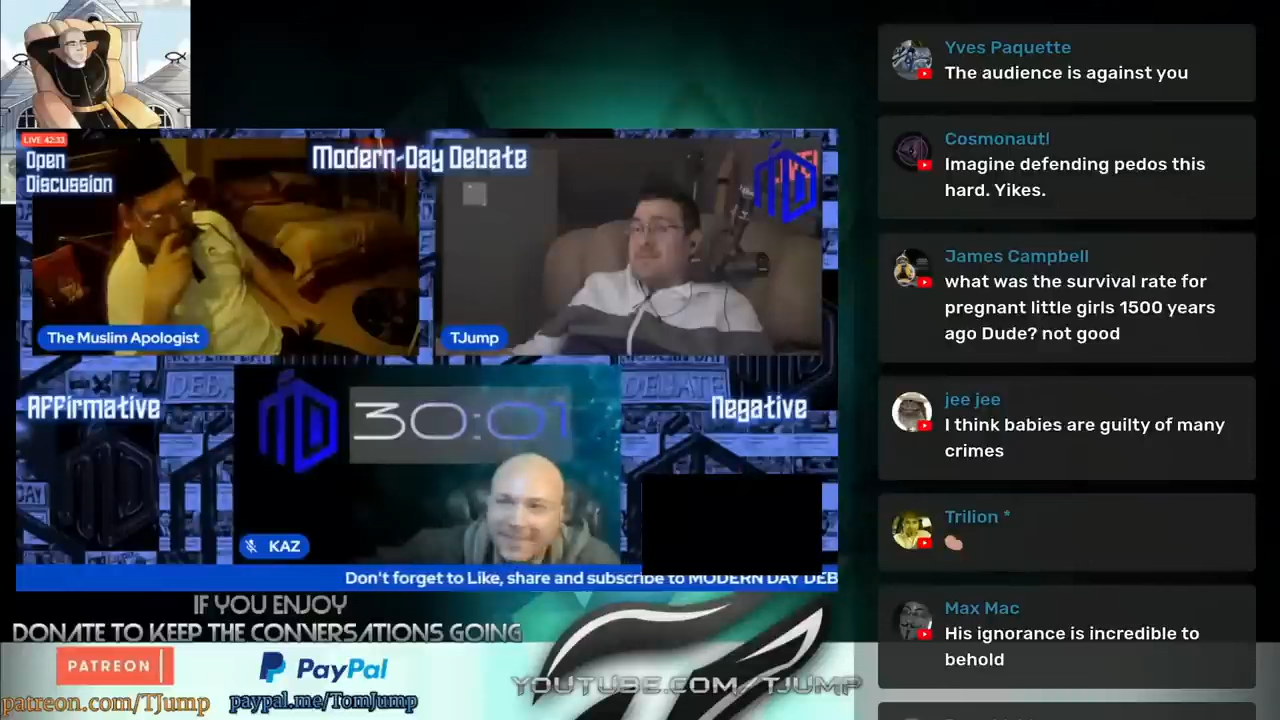 LIVE 42:33
Open
Discussion
Modern-Day Debate
The Muslim Apologist
TJump
Affirmative
DEBATE
Negative
30:01
KAZ
Don't forget to Like, share and subscribe to MODERN DAY DEB
IF YOU ENJOY
DONATE TO KEEP THE CONVERSATIONS GOING
PATREON
PayPal
patreon.com/TJump
paypal.me/TomJump
YOUTUBE.COM/TJUMP
Yves Paquette
The audience is against you
Cosmonautl
Imagine defending pedos this
hard. Yikes.
James Campbell
what was the survival rate for
pregnant little girls 1500 years
ago Dude? not good
jee jee
I think babies are guilty of many
crimes
Trilion *
Max Mac
His ignorance is incredible to
behold